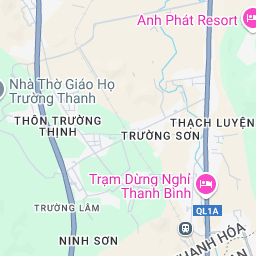 Anh Phát Resort
Nhà Thờ Giáo Họ
Trường Thanh
THÔN TRƯỜNG
THỊNH
THẠCH LUYỆN
TRƯỜNG SƠN
Trạm Dừng Nghỉ
Thanh Bình
TRƯỜNG LÂM
QL1A
NINH SƠN
THANH HÓA